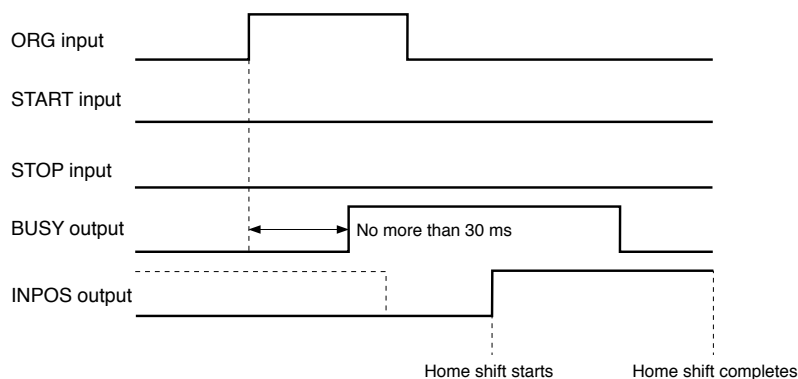 ORG input
START input
STOP input
BUSY output
No more than 30 ms
INPOS output
Home shift starts
Home shift completes